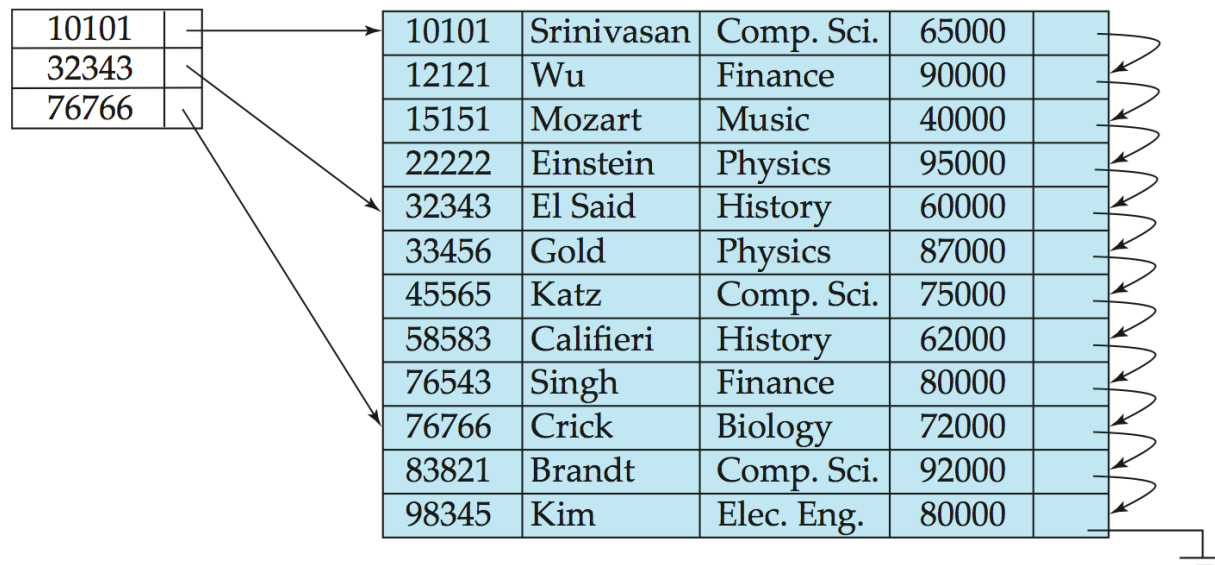 10101
32343
76766
10101 Srinivasan Comp. Sci. 65000
12121 Wu Finance 90000
15151 Mozart Music 40000
22222 Einstein Physics 95000
32343 El Said History 60000
33456 Gold Physics 87000
45565 Katz Comp. Sci. 75000
58583 Califieri History 62000
76543 Singh Finance 80000
76766 Crick Biology 72000
83821 Brandt Comp. Sci. 92000
98345 Kim Elec. Eng. 80000